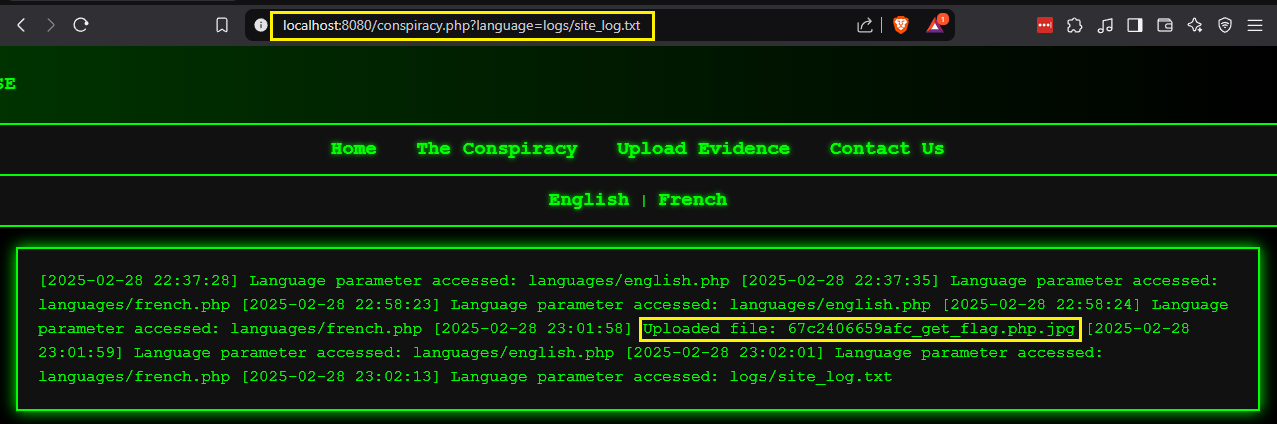 localhost:8080/conspiracy.php?language=logs/site_log.txt
1
SE
Home The Conspiracy Upload Evidence Contact Us
English | French
[2025-02-28 22:37:28] Language parameter accessed: languages/english.php [2025-02-28 22:37:35] Language parameter accessed:
languages/french.php [2025-02-28 22:58:23] Language parameter accessed: languages/english.php [2025-02-28 22:58:24] Language
parameter accessed: languages/french.php [2025-02-28 23:01:58] Uploaded file: 67c2406659afc_get_flag.php.jpg [2025-02-28
23:01:59] Language parameter accessed: languages/english.php [2025-02-28 23:02:01] Language parameter accessed:
languages/french.php [2025-02-28 23:02:13] Language parameter accessed: logs/site_log.txt